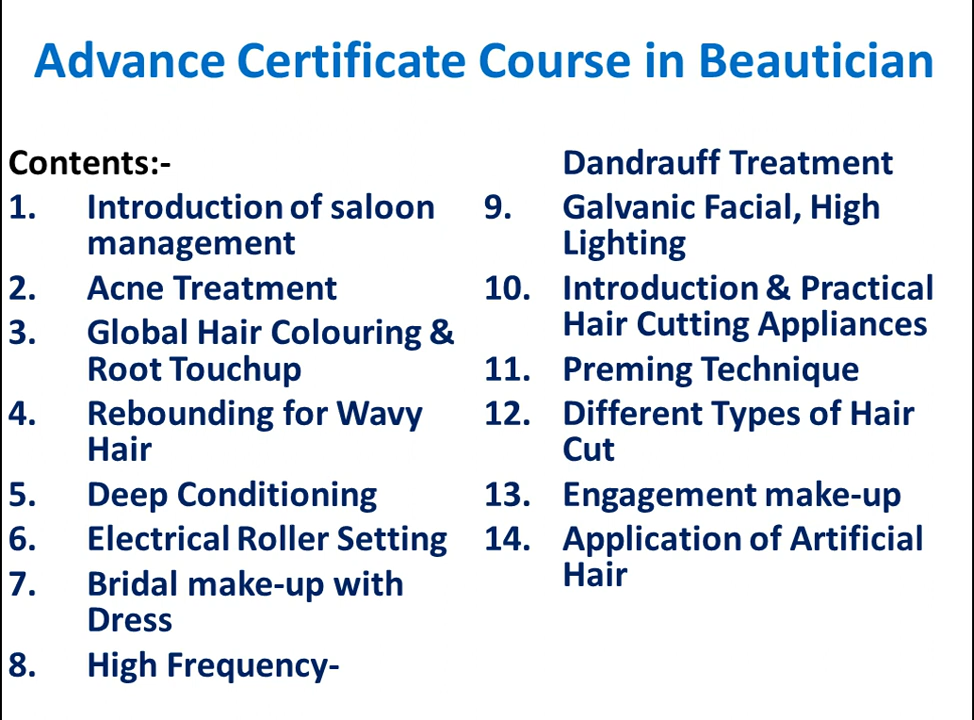 Advance Certificate Course in Beautician
Contents:-
1. Introduction of saloon
management
2. Acne Treatment
3. Global Hair Colouring &
Root Touchup
4. Rebounding for Wavy
Hair
5. Deep Conditioning
6. Electrical Roller Setting
7. Bridal make-up with
Dress
8. High Frequency-
Dandrauff Treatment
9. Galvanic Facial, High
Lighting
10. Introduction & Practical
Hair Cutting Appliances
11. Preming Technique
12. Different Types of Hair
Cut
13. Engagement make-up
14. Application of Artificial
Hair